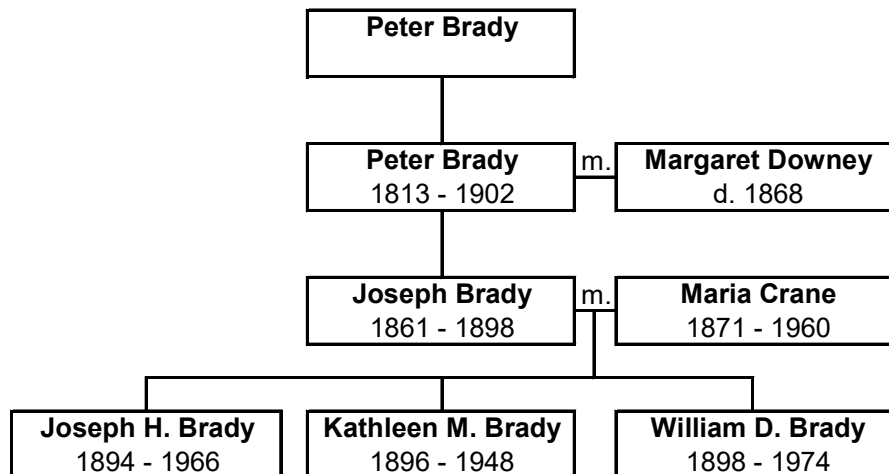 Peter Brady
Peter Brady
1813 - 1902
m.
Margaret Downey
d. 1868
Joseph Brady
1861 - 1898
m.
Maria Crane
1871 - 1960
Joseph H. Brady
1894 - 1966
Kathleen M. Brady
1896 - 1948
William D. Brady
1898 - 1974